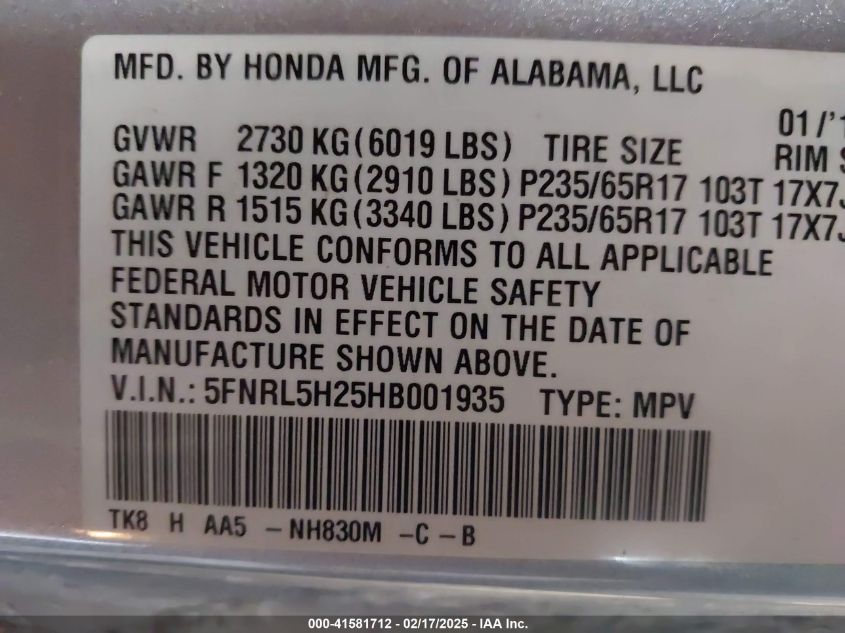 MFD. BY HONDA MFG. OF ALABAMA, LLC
01/'1
GVWR 2730 KG(6019 LBS) TIRE SIZE RIM
GAWR F 1320 KG(2910 LBS) P235/65R17 103T 17X7J
GAWR R 1515 KG(3340 LBS) P235/65R17 103T 17X7J
THIS VEHICLE CONFORMS TO ALL APPLICABLE
FEDERAL MOTOR VEHICLE SAFETY
STANDARDS IN EFFECT ON THE DATE OF
MANUFACTURE SHOWN ABOVE.
V.I.N.: 5FNRL5H25HB001935 TYPE: MPV
TK8 H AA5 -NH830M -C -B
000-41581712 - 02/17/2025 - IAA Inc.